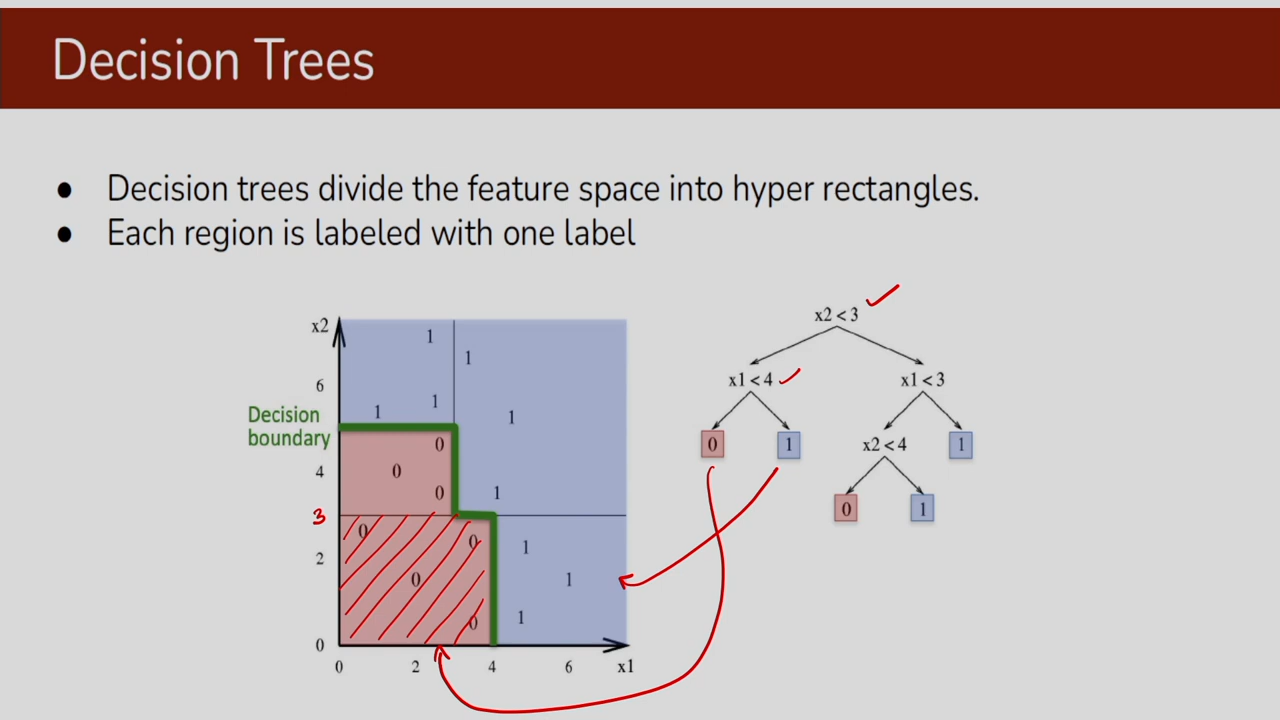 Decision Trees
● Decision trees divide the feature space into hyper rectangles.
● Each region is labeled with one label
x2
6
4
3
2
0
Decision
boundary
1
1
1
1
1
0
0
0
1
0
0
1
0
1
0
1
0
2
4
6
x1
x2 < 3
x1 < 4
x1 < 3
0
1
x2 < 4
1
0
1